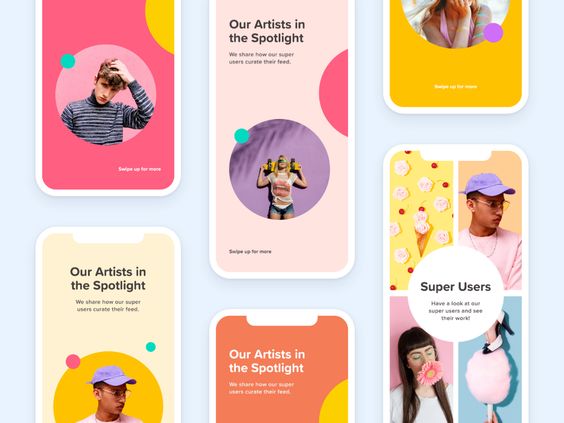 Swipe up for more
Our Artists in
the Spotlight
We share how our super
users curate their feed.
Our Artists in
the Spotlight
We share how our super
users curate their feed.
Swipe up for more
Our Artists in
the Spotlight
We share how our super
users curate their feed.
Swipe up for more
Super Users
Have a look at our
super users and see
their work!